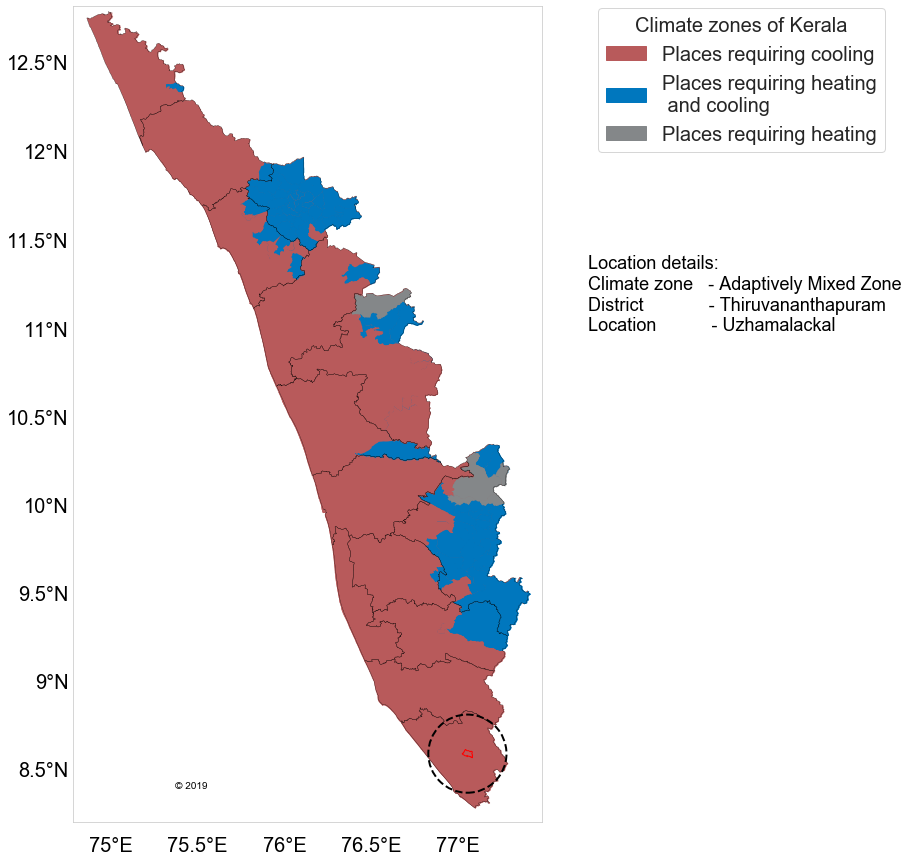 Climate zones of Kerala
Places requiring cooling
Places requiring heating
and cooling
Places requiring heating
Location details:
Climate zone - Adaptively Mixed Zone
District - Thiruvananthapuram
Location - Uzhamalackal
12.5°N
12°N
11.5°N
11°N
10.5°N
10°N
9.5°N
9°N
8.5°N
© 2019
75°E 75.5°E 76°E 76.5°E 77°E